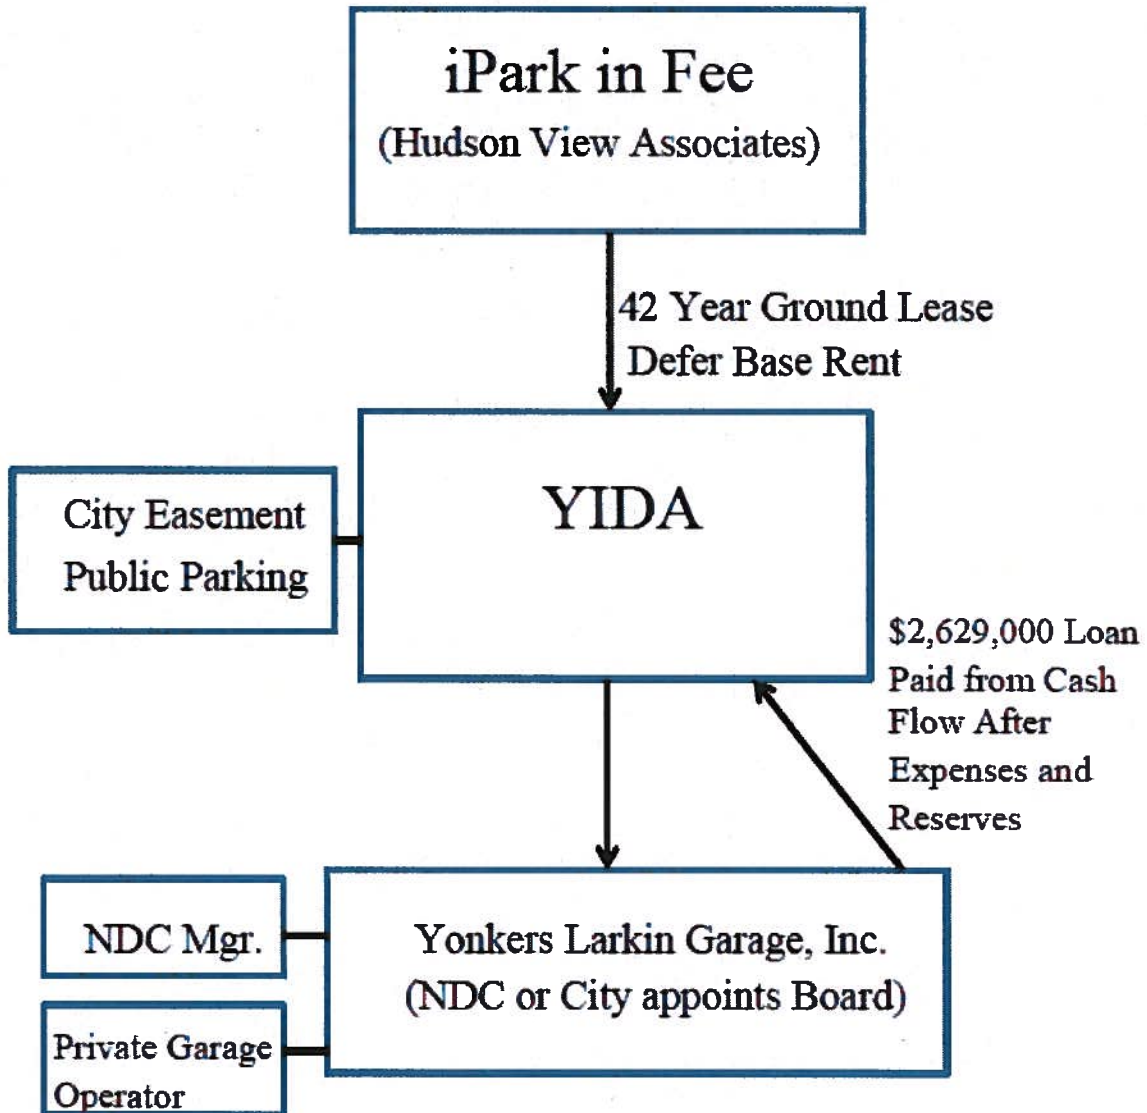 iPark in Fee
(Hudson View Associates)
42 Year Ground Lease
Defer Base Rent
YIDA
City Easement
Public Parking
$2,629,000 Loan
Paid from Cash
Flow After
Expenses and
Reserves
NDC Mgr.
Yonkers Larkin Garage, Inc.
(NDC or City appoints Board)
Private Garage
Operator